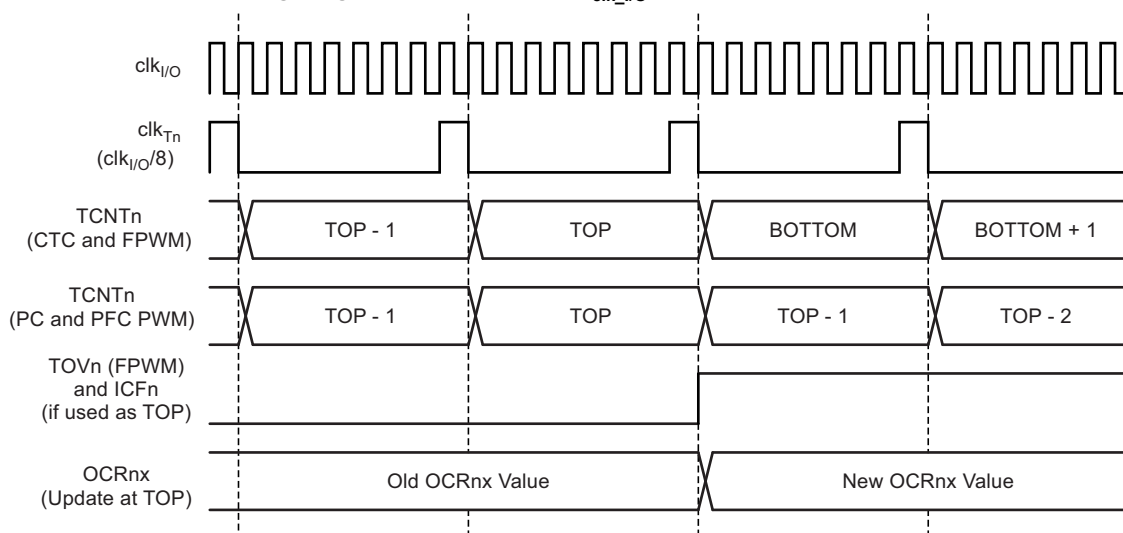 clkI/O
clkTn
(clkI/O/8)
TCNTn
(CTC and FPWM)
TOP - 1
TOP
BOTTOM
BOTTOM + 1
TCNTn
(PC and PFC PWM)
TOP - 1
TOP
TOP - 1
TOP - 2
TOVn (FPWM)
and ICFn
(if used as TOP)
OCRnx
(Update at TOP)
Old OCRnx Value
New OCRnx Value